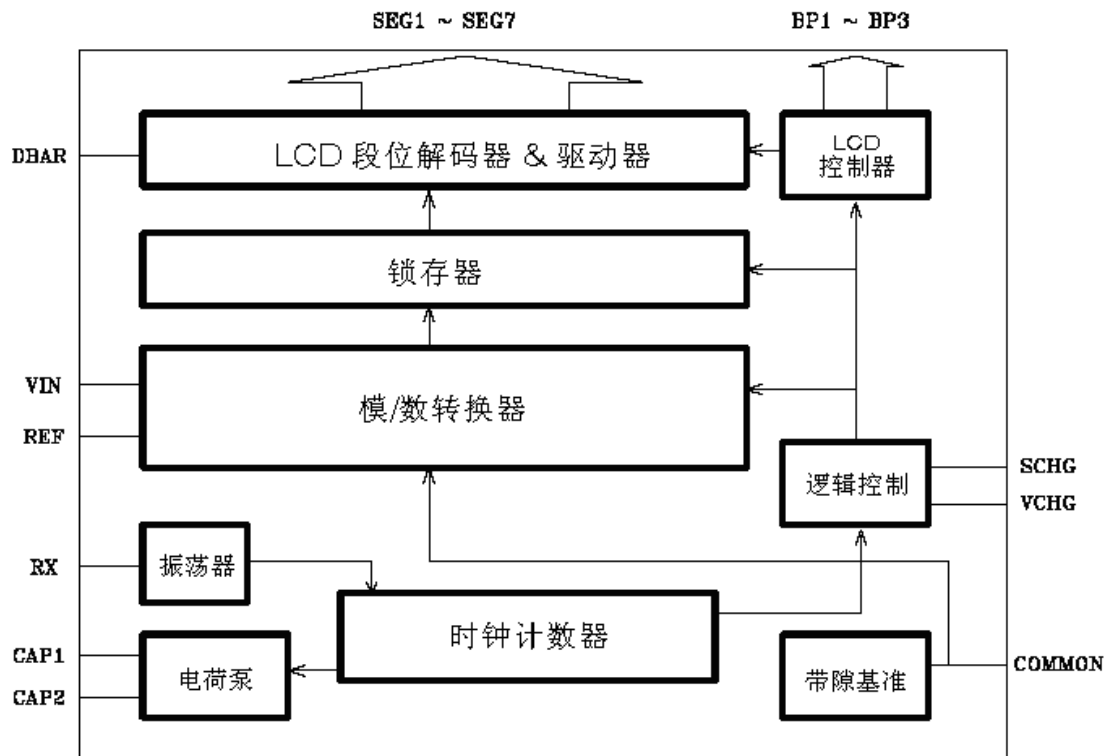 SEG1 ~ SEG7
BP1 ~ BP3
DBAR
LCD 段位解码器 & 驱动器
LCD
控制器
锁存器
VIN
REF
模/数转换器
逻辑控制
SCHG
VCHG
RX
振荡器
时钟计数器
CAP1
CAP2
电荷泵
带隙基准
COMMON